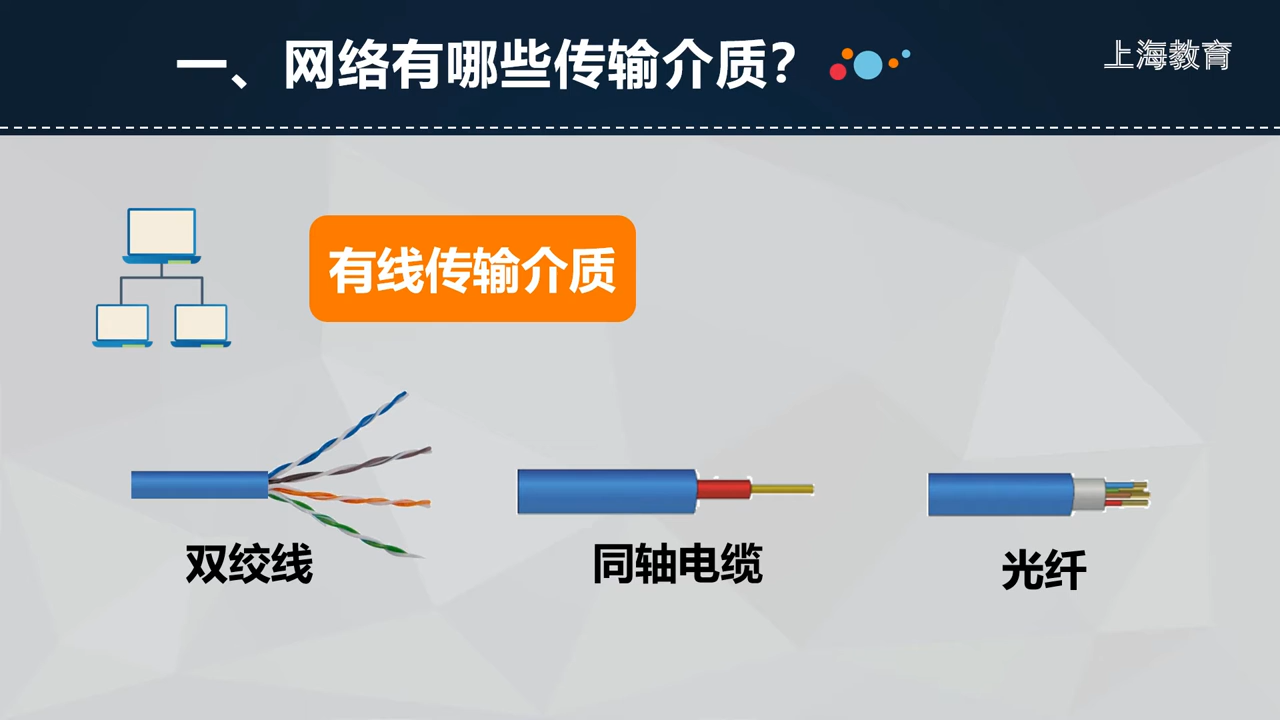 一、网络有哪些传输介质？
上海教育
有线传输介质
双绞线
同轴电缆
光纤